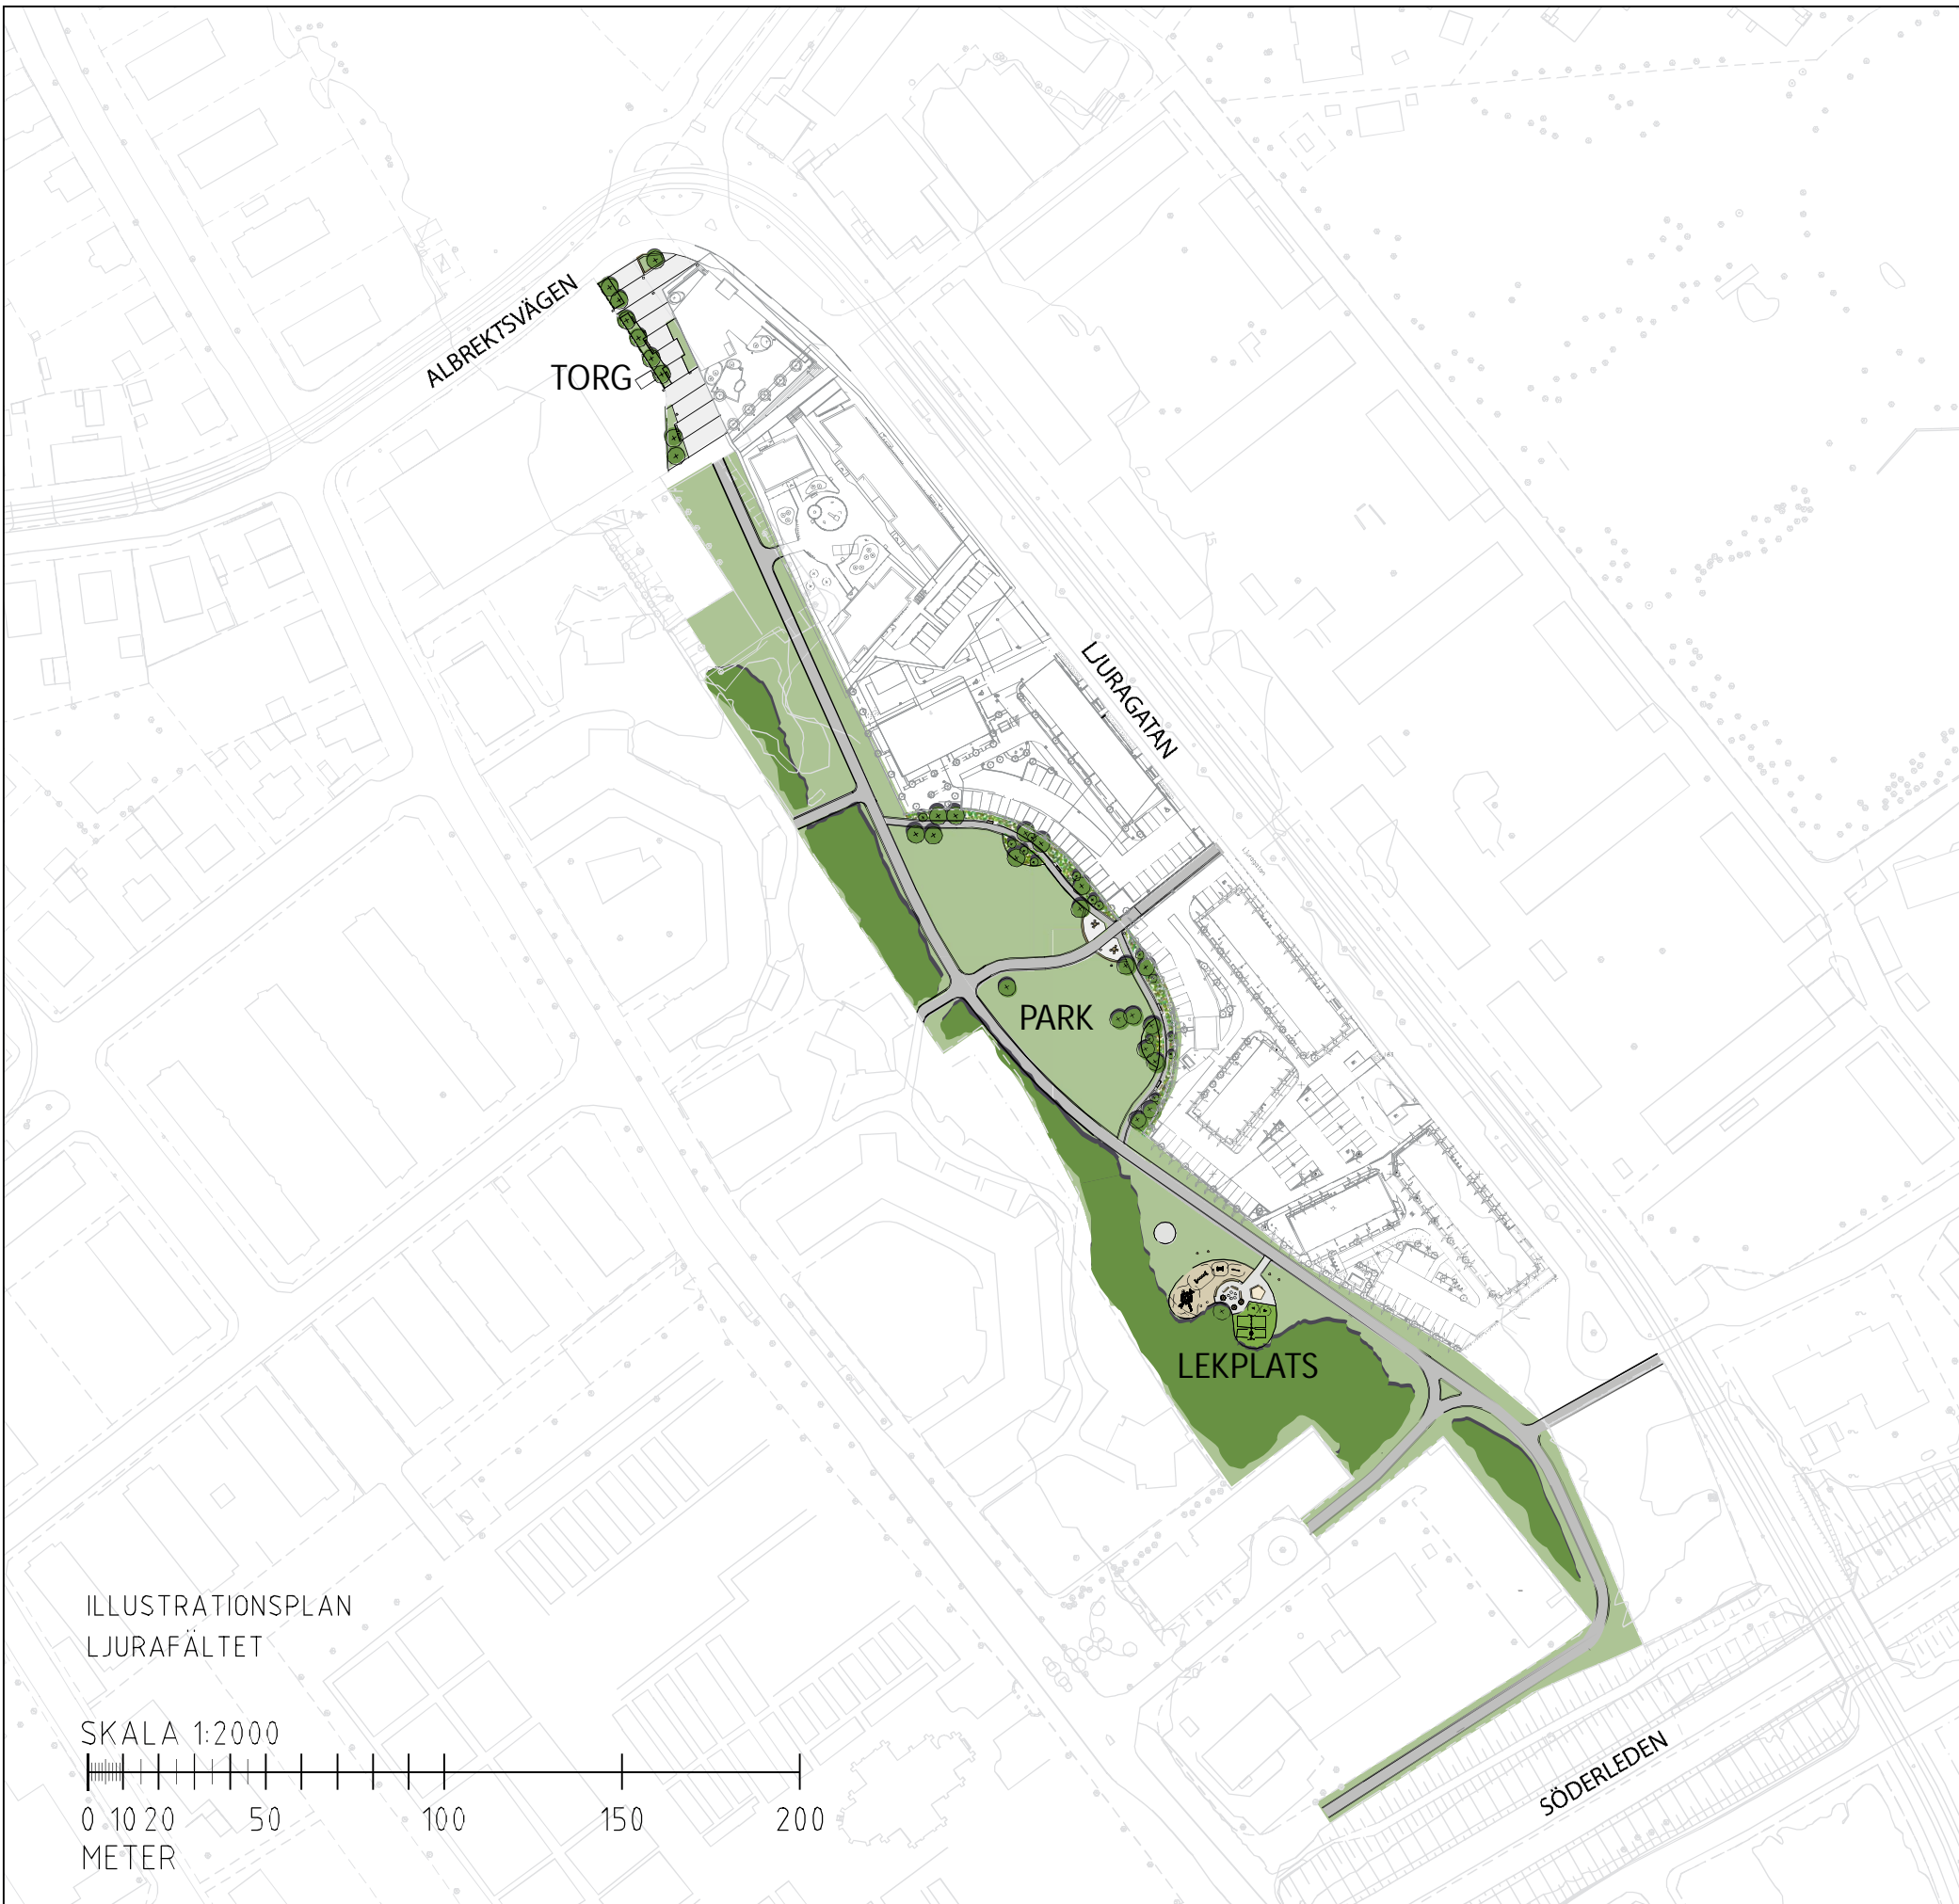 ALBREKTSVÄGEN
TORG
LJURAGATAN
PARK
LEKPLATS
ILLUSTRATIONSPLAN
LJURAFÄLTET
SKALA 1:2000
0 10 20 50 100 150 200
METER
SÖDERLEDEN